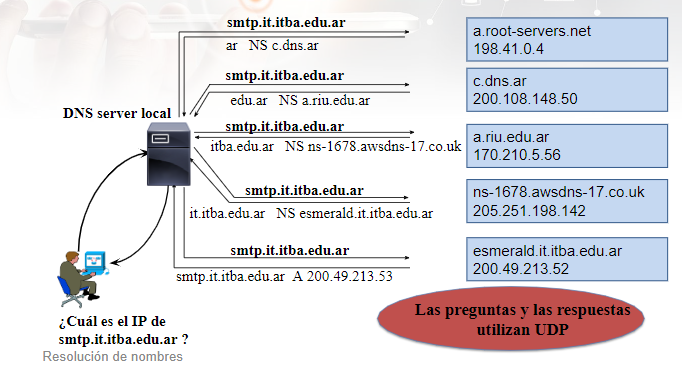 smtp.it.itba.edu.ar
ar NS c.dns.ar
a.root-servers.net
198.41.0.4
smtp.it.itba.edu.ar
edu.ar NS a.riu.edu.ar
c.dns.ar
200.108.148.50
DNS server local
smtp.it.itba.edu.ar
itba.edu.ar NS ns-1678.awsdns-17.co.uk
a.riu.edu.ar
170.210.5.56
smtp.it.itba.edu.ar
it.itba.edu.ar NS esmerald.it.itba.edu.ar
ns-1678.awsdns-17.co.uk
205.251.198.142
smtp.it.itba.edu.ar
smtp.it.itba.edu.ar A 200.49.213.53
esmerald.it.itba.edu.ar
200.49.213.52
¿Cuál es el IP de
smtp.it.itba.edu.ar ?
Las preguntas y las respuestas
utilizan UDP
Resolución de nombres